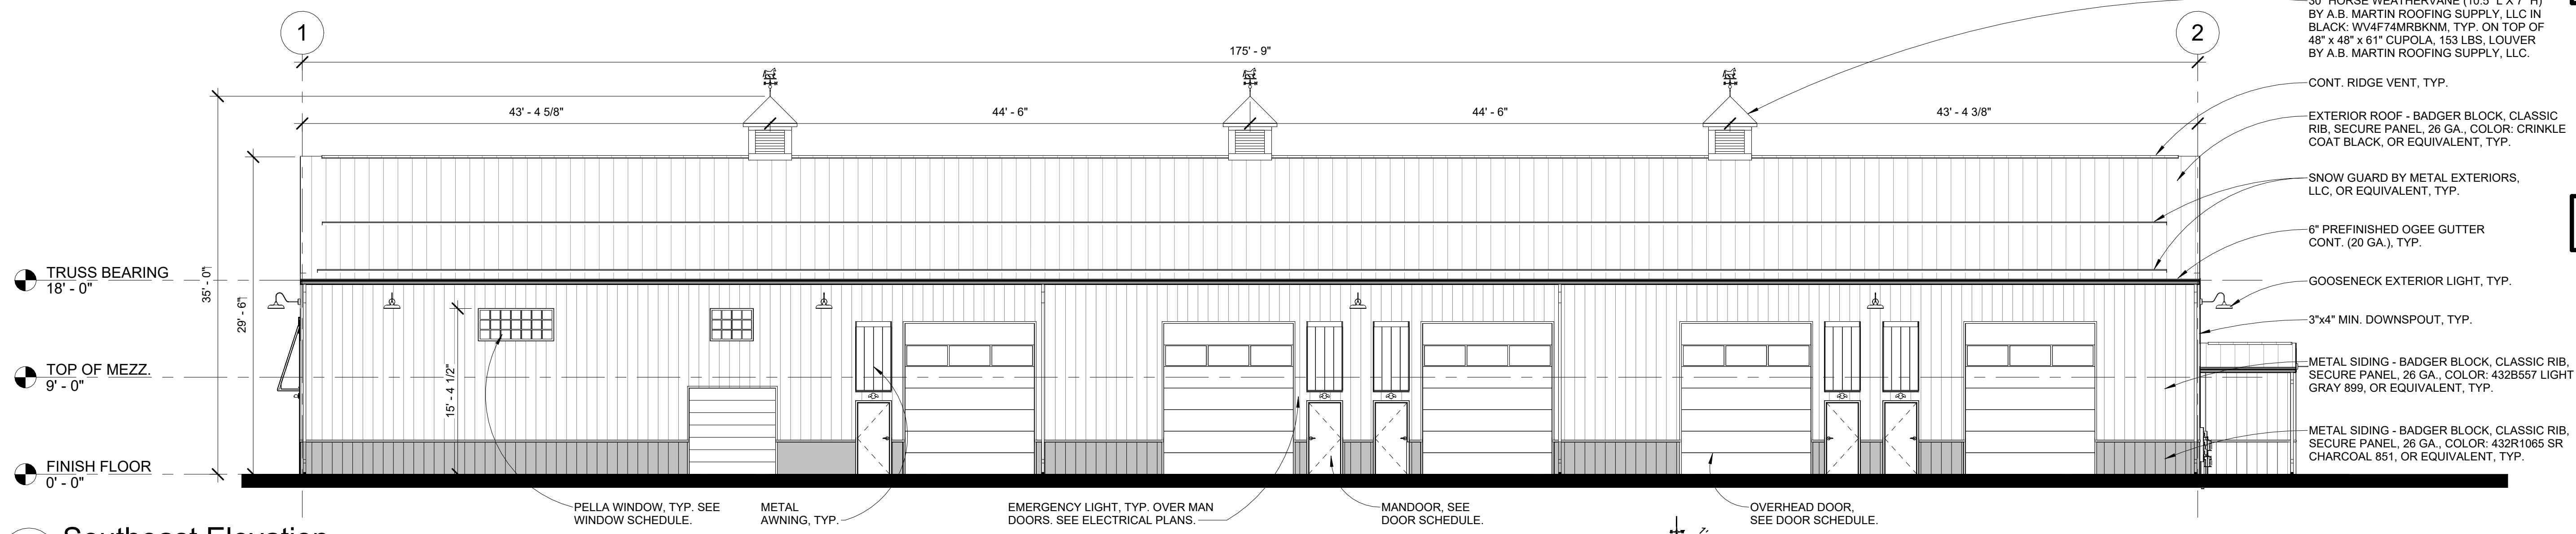 1
2
175' - 9"
43' - 4 5/8"
44' - 6"
44' - 6"
43' - 4 3/8"
35' - 0"
29' - 6"
15' - 4 1/2"
TRUSS BEARING
18' - 0"
TOP OF MEZZ.
9' - 0"
FINISH FLOOR
0' - 0"
30" HORSE WEATHERVANE (10.5" L X 7" H)
BY A.B. MARTIN ROOFING SUPPLY, LLC IN
BLACK: WV4F74MRBKNM, TYP. ON TOP OF
48" x 48" x 61" CUPOLA, 153 LBS, LOUVER
BY A.B. MARTIN ROOFING SUPPLY, LLC.
CONT. RIDGE VENT, TYP.
EXTERIOR ROOF - BADGER BLOCK, CLASSIC
RIB, SECURE PANEL, 26 GA., COLOR: CRINKLE
COAT BLACK, OR EQUIVALENT, TYP.
SNOW GUARD BY METAL EXTERIORS,
LLC, OR EQUIVALENT, TYP.
6" PREFINISHED OGEE GUTTER
CONT. (20 GA.), TYP.
GOOSENECK EXTERIOR LIGHT, TYP.
3"x4" MIN. DOWNSPOUT, TYP.
METAL SIDING - BADGER BLOCK, CLASSIC RIB,
SECURE PANEL, 26 GA., COLOR: 432B557 LIGHT
GRAY 899, OR EQUIVALENT, TYP.
METAL SIDING - BADGER BLOCK, CLASSIC RIB,
SECURE PANEL, 26 GA., COLOR: 432R1065 SR
CHARCOAL 851, OR EQUIVALENT, TYP.
PELLA WINDOW, TYP. SEE
WINDOW SCHEDULE.
METAL
AWNING, TYP.
EMERGENCY LIGHT, TYP. OVER MAN
DOORS. SEE ELECTRICAL PLANS.
MANDOOR, SEE
DOOR SCHEDULE.
OVERHEAD DOOR,
SEE DOOR SCHEDULE.
Southeast Elevation